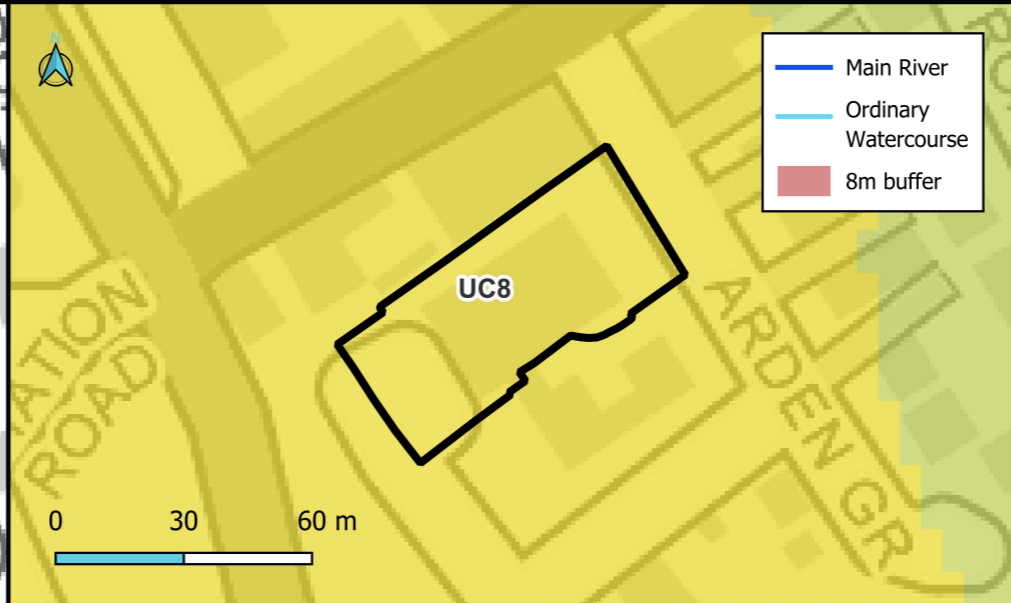 N
Main River
Ordinary
Watercourse
8m buffer
UC8
ATION
ROAD
ARDEN GR
0 30 60 m